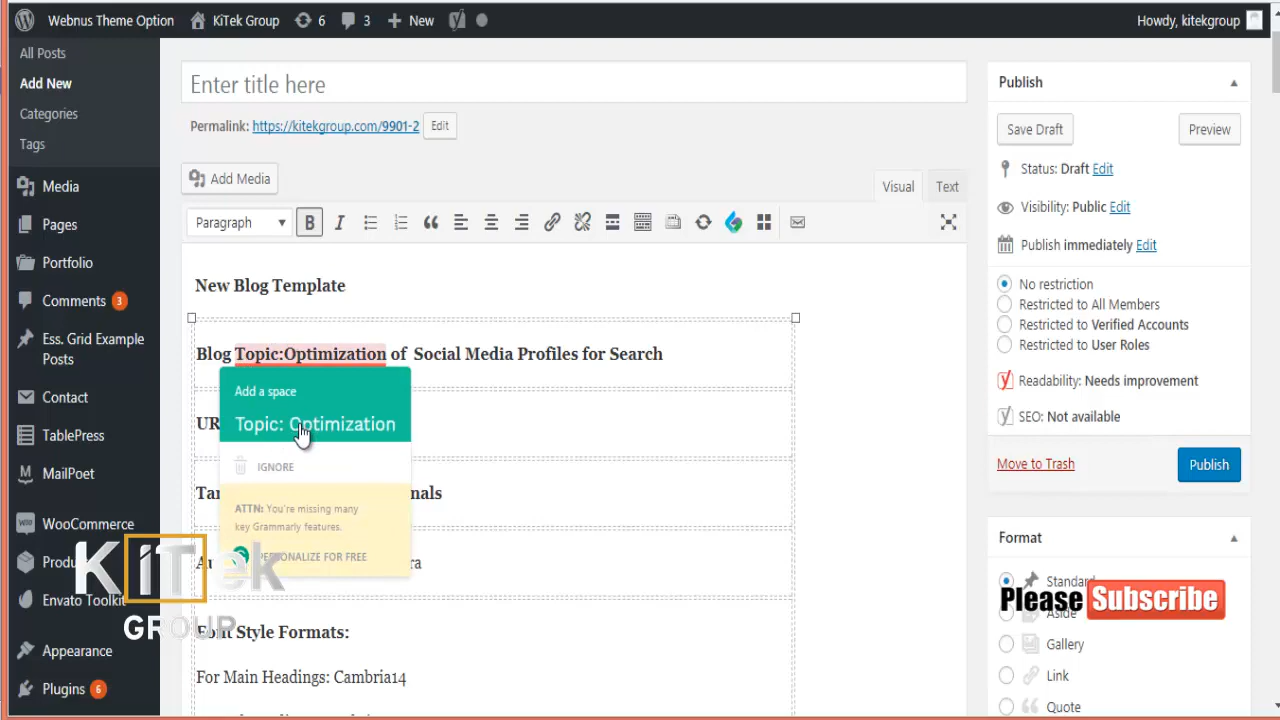 Webnus Theme Option KiTek Group 6 3 New Howdy, kitekgroup
All Posts
Add New
Categories
Tags
Media
Pages
Portfolio
Comments 3
Ess. Grid Example
Posts
Contact
TablePress
MailPoet
WooCommerce
Envato Toolkit
Appearance
Plugins 6
Enter title here
Permalink: https://kitekgroup.com/9901-2 Edit
Add Media
Visual Text
Paragraph B I
New Blog Template
Blog Topic:Optimization of Social Media Profiles for Search
Add a space
Topic: Optimization
IGNORE
ATTN: You're missing many
key Grammarly features.
PERSONALIZE FOR FREE
Font Style Formats:
For Main Headings: Cambria14
Publish
Save Draft Preview
Status: Draft Edit
Visibility: Public Edit
Publish immediately Edit
No restriction
Restricted to All Members
Restricted to Verified Accounts
Restricted to User Roles
Readability: Needs improvement
SEO: Not available
Move to Trash Publish
Format
Standard
Aside
Gallery
Link
Quote
KiTek
GROUP
Please Subscribe